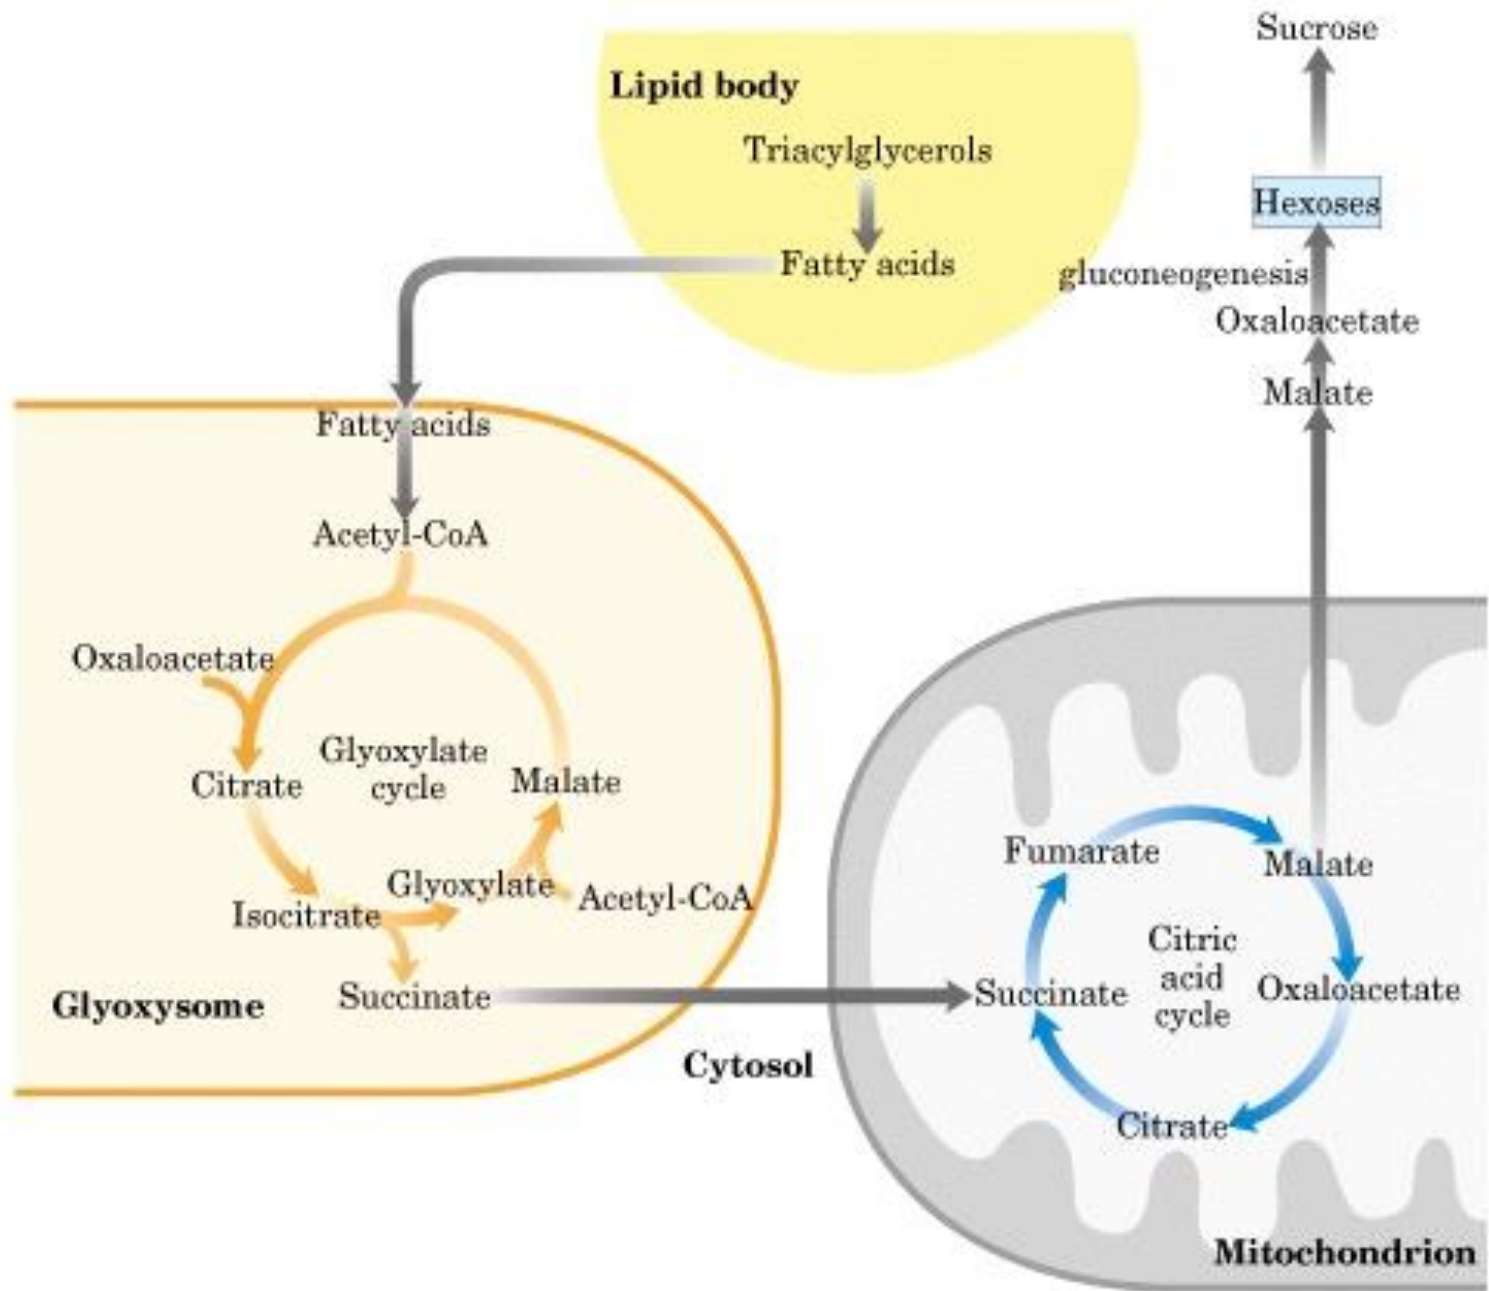 Sucrose
Lipid body
Triacylglycerols
Hexoses
Fatty acids
gluconeogenesis
Oxaloacetate
Malate
Fatty acids
Acetyl-CoA
Oxaloacetate
Glyoxylate
cycle
Citrate
Malate
Glyoxylate
Acetyl-CoA
Isocitrate
Succinate
Glyoxysome
Cytosol
Fumarate
Malate
Citric
acid
cycle
Succinate
Oxaloacetate
Citrate
Mitochondrion